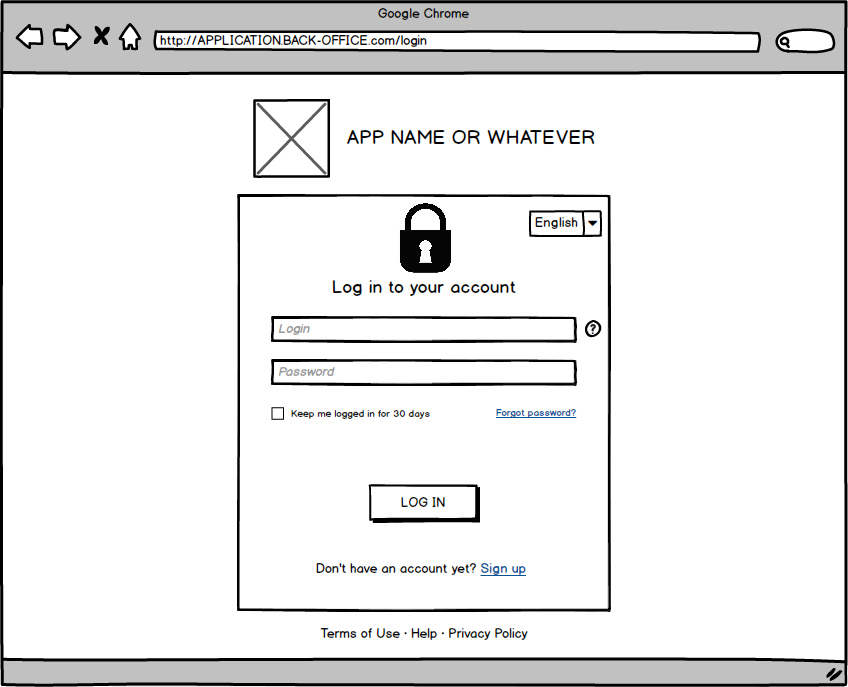 Google Chrome
http://APPLICATION.BACK-OFFICE.com/login
APP NAME OR WHATEVER
English
Log in to your account
Login
?
Password
Keep me logged in for 30 days
Forgot password?
LOG IN
Don't have an account yet? Sign up
Terms of Use · Help · Privacy Policy